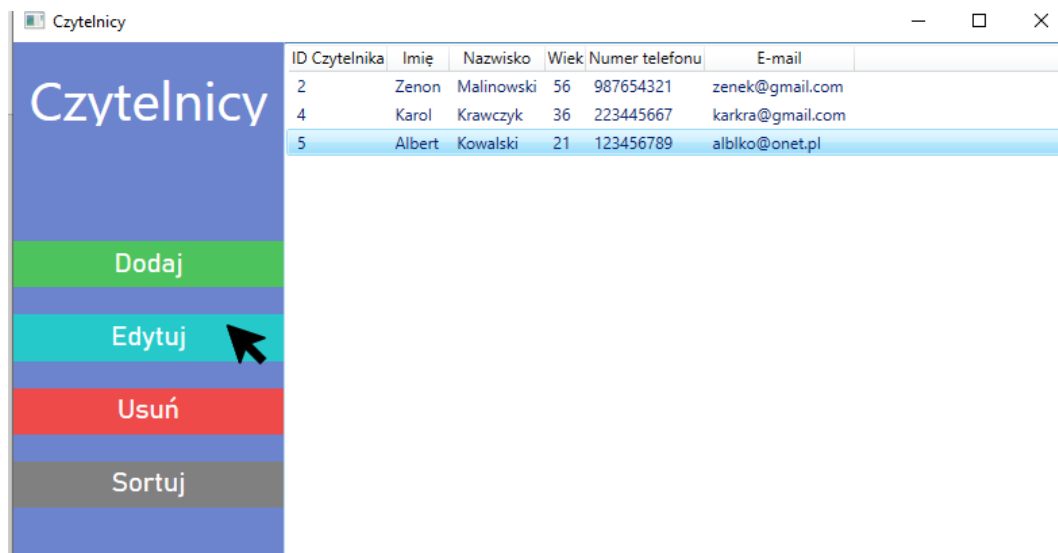 Czytelnicy
Czytelnicy
Dodaj
Edytuj
Usuń
Sortuj
ID Czytelnika Imię Nazwisko Wiek Numer telefonu E-mail
2 Zenon Malinowski 56 987654321 zenek@gmail.com
4 Karol Krawczyk 36 223445667 karkra@gmail.com
5 Albert Kowalski 21 123456789 alblko@onet.pl